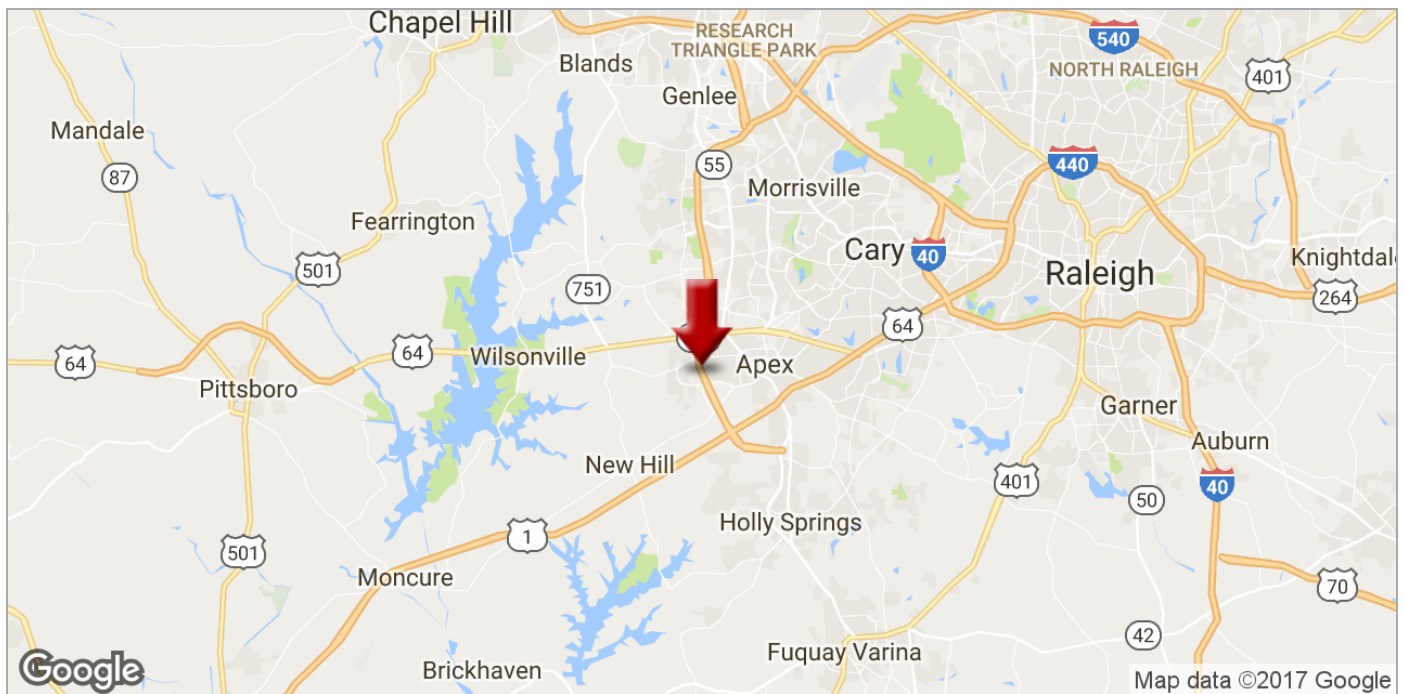 Chapel Hill
RESEARCH
TRIANGLE PARK
540
Blands
NORTH RALEIGH
401
Genlee
Mandale
55
440
87
Morrisville
Fearrington
501
Cary
40
Knightdal
Raleigh
751
264
64
64
Wilsonville
64
Apex
Pittsboro
Garner
Auburn
New Hill
401
40
50
Holly Springs
1
501
Moncure
70
42
Fuquay Varina
Brickhaven
Google
Map data ©2017 Google